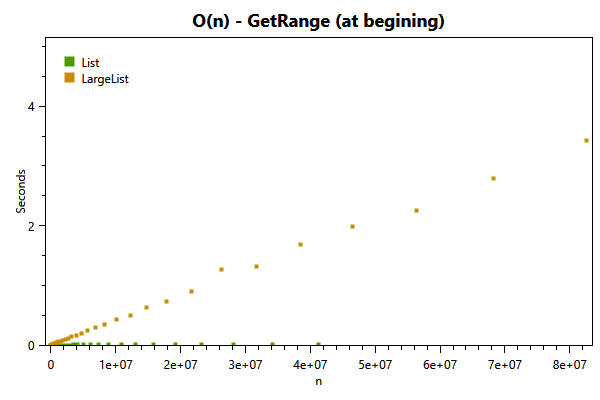 O(n) - GetRange (at begining)
List
LargeList
4
2
0
Seconds
0
1e+07
2e+07
3e+07
4e+07
5e+07
6e+07
7e+07
8e+07
n